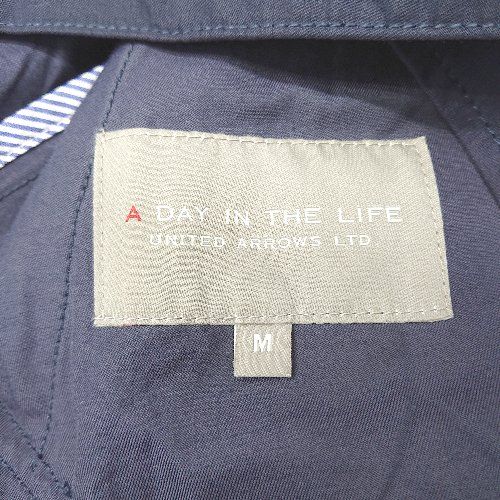 A DAY IN THE LIFE
UNITED ARROWS LTD.
M